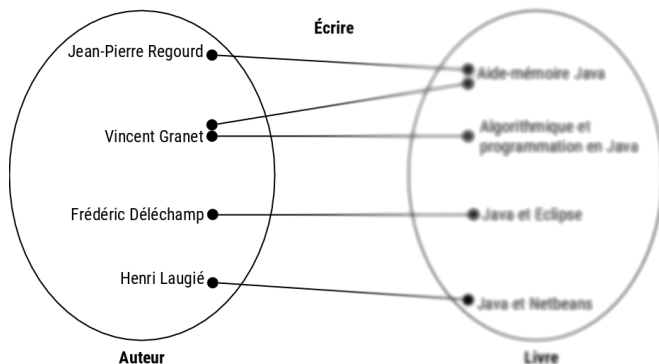 Écrire
Jean-Pierre Regourd
Aide-mémoire Java
Vincent Granet
Algorithmique et
programmation en Java
Frédéric Déléchamp
Java et Eclipse
Henri Laugié
Java et Netbeans
Auteur
Livre